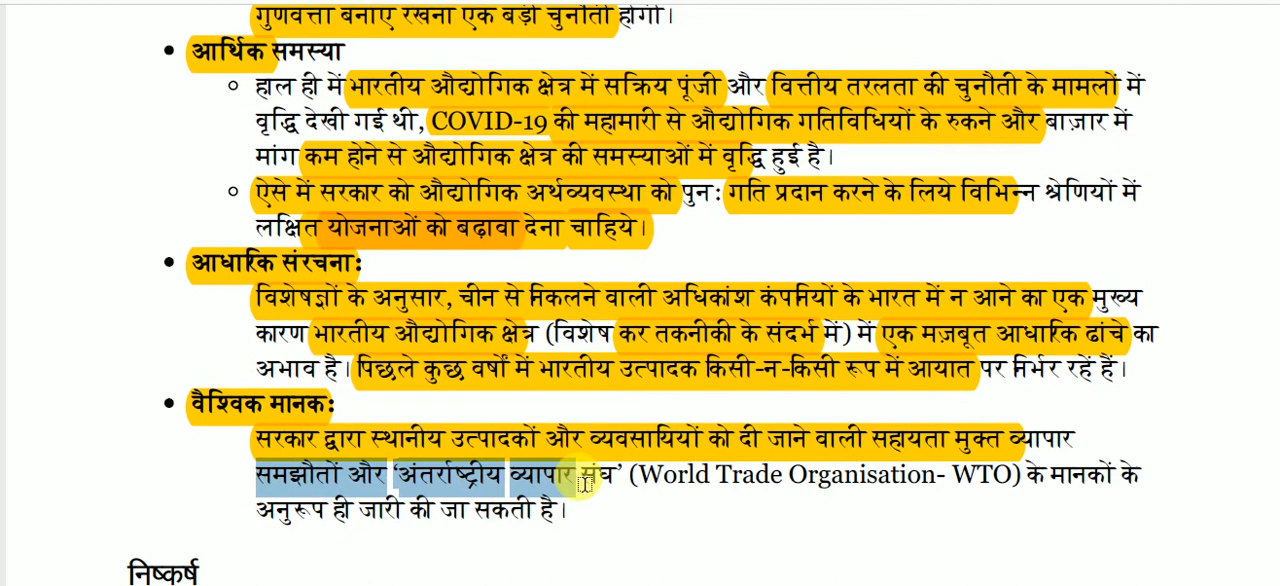 गुणवत्ता बनाए रखना एक बड़ी चुनौती होगी।
• आर्थिक समस्या
○ हाल ही में भारतीय औद्योगिक क्षेत्र में सक्रिय पूंजी और वित्तीय तरलता की चुनौती के मामलों में
वृद्धि देखी गई थी, COVID-19 की महामारी से औद्योगिक गतिविधियों के रुकने और बाज़ार में
मांग कम होने से औद्योगिक क्षेत्र की समस्याओं में वृद्धि हुई है।
○ ऐसे में सरकार को औद्योगिक अर्थव्यवस्था को पुनः गति प्रदान करने के लिये विभिन्न श्रेणियों में
लक्षित योजनाओं को बढ़ावा देना चाहिये।
• आधारिक संरचना:
विशेषज्ञों के अनुसार, चीन से निकलने वाली अधिकांश कंपनियों के भारत में न आने का एक मुख्य
कारण भारतीय औद्योगिक क्षेत्र (विशेष कर तकनीकी के संदर्भ में) में एक मज़बूत आधारिक ढांचे का
अभाव है। पिछले कुछ वर्षों में भारतीय उत्पादक किसी-न-किसी रूप में आयात पर निर्भर रहें हैं।
• वैश्विक मानक:
सरकार द्वारा स्थानीय उत्पादकों और व्यवसायियों को दी जाने वाली सहायता मुक्त व्यापार
समझौतों और ‘अंतर्राष्ट्रीय व्यापार संघ’ (World Trade Organisation- WTO) के मानकों के
अनुरूप ही जारी की जा सकती है।
निष्कर्ष